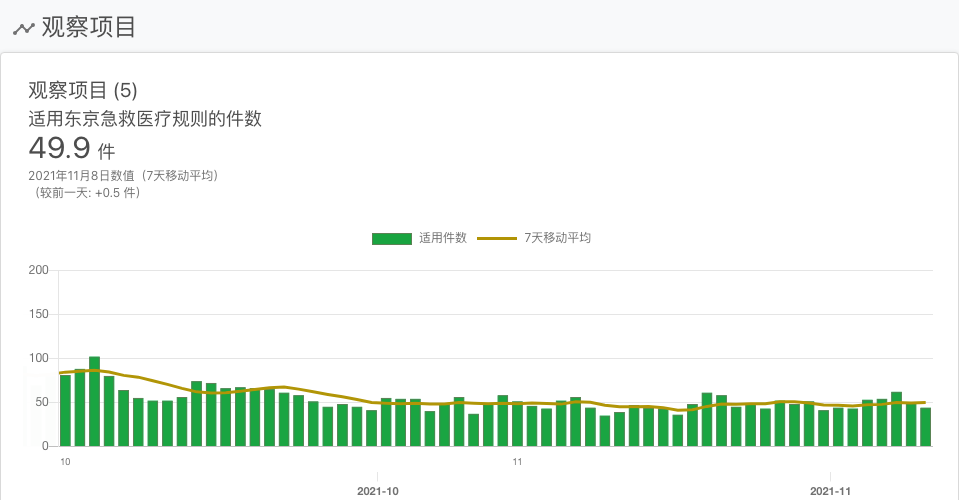 观察项目
观察项目 (5)
适用东京急救医疗规则的件数
49.9 件
2021年11月8日数值（7天移动平均）
（较前一天: +0.5 件）
适用件数 7天移动平均
200
150
100
50
0
10 11
2021-10 2021-11